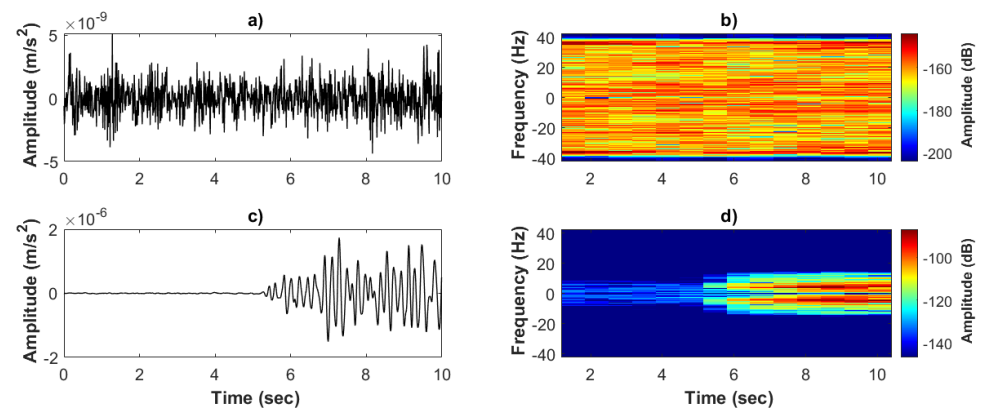 a)
×10⁻⁹
5
0
-5
Amplitude (m/s²)
0 2 4 6 8 10
b)
40
20
0
-20
-40
Frequency (Hz)
2 4 6 8 10
-160
-180
-200
Amplitude (dB)
c)
×10⁻⁶
2
0
-2
Amplitude (m/s²)
0 2 4 6 8 10
Time (sec)
d)
40
20
0
-20
-40
Frequency (Hz)
2 4 6 8 10
Time (sec)
-100
-120
-140
Amplitude (dB)